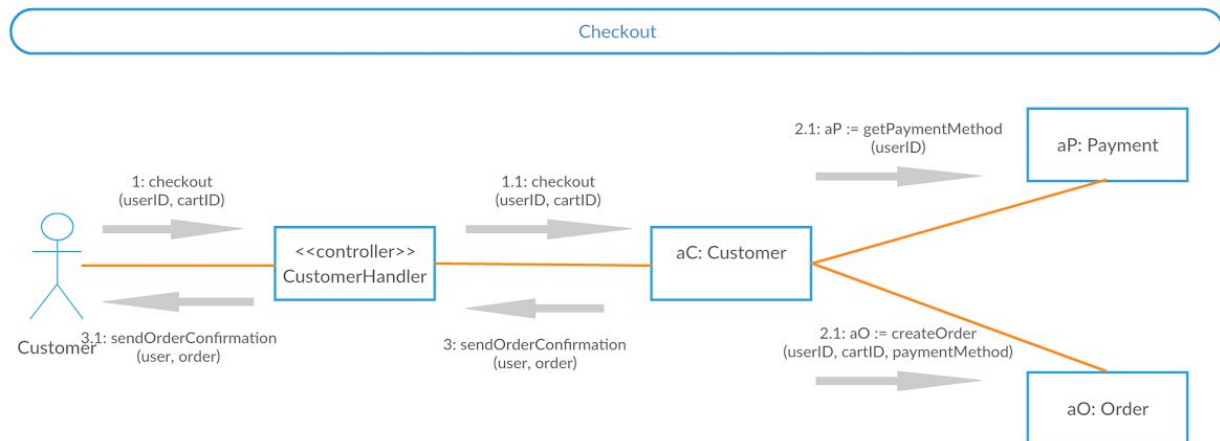 Checkout
2.1: aP := getPaymentMethod
(userID)
aP: Payment
1: checkout
(userID, cartID)
1.1: checkout
(userID, cartID)
<<controller>>
CustomerHandler
aC: Customer
3.1: sendOrderConfirmation
(user, order)
Customer
3: sendOrderConfirmation
(user, order)
2.1: aO := createOrder
(userID, cartID, paymentMethod)
aO: Order